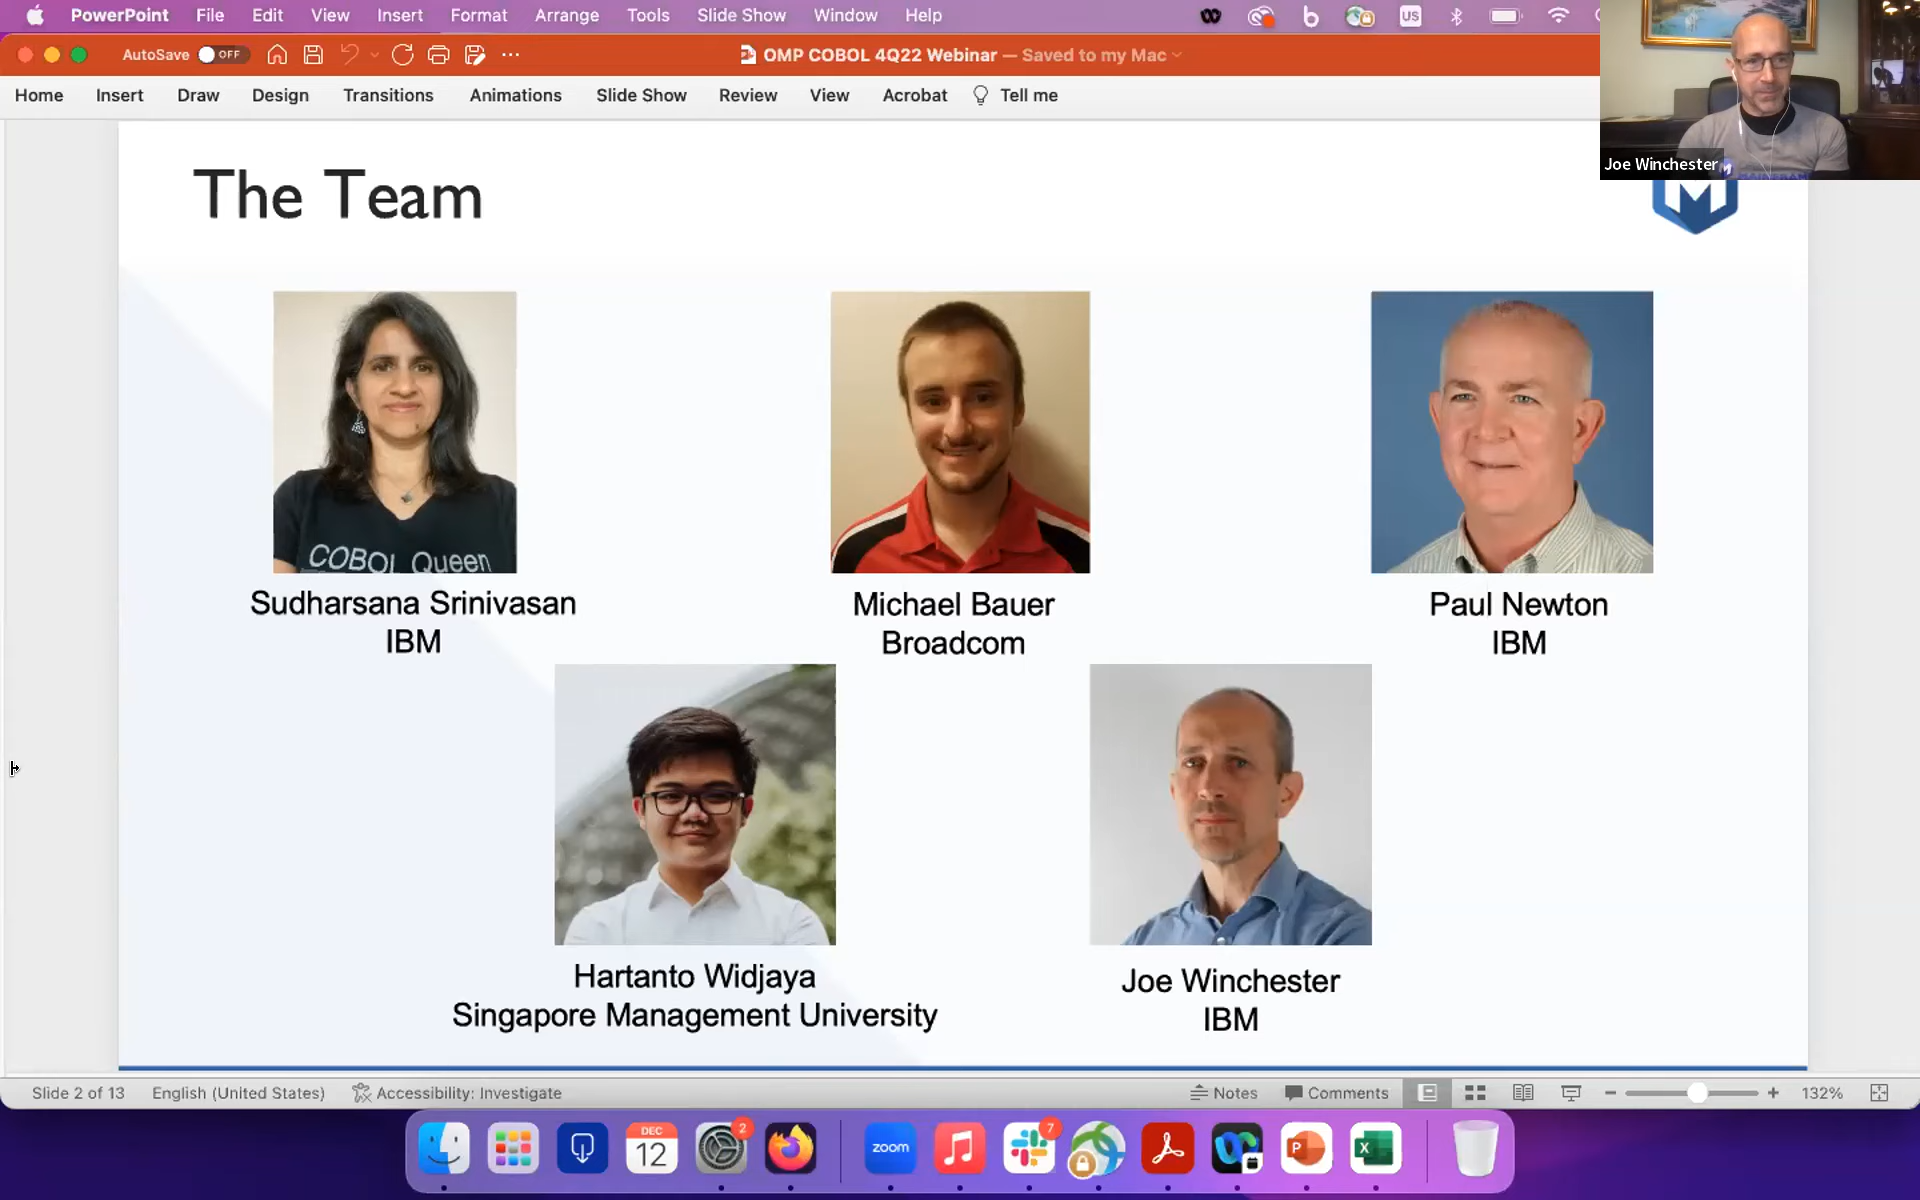 PowerPoint File Edit View Insert Format Arrange Tools Slide Show Window Help US
AutoSave OFF OMP COBOL 4Q22 Webinar — Saved to my Mac
Home Insert Draw Design Transitions Animations Slide Show Review View Acrobat Tell me
Joe Winchester
The Team
COBOL Queen
Sudharsana Srinivasan
IBM
Michael Bauer
Broadcom
Paul Newton
IBM
Hartanto Widjaya
Singapore Management University
Joe Winchester
IBM
Slide 2 of 13 English (United States) Accessibility: Investigate Notes Comments 132%
DEC
12
2
zoom
7
P
X